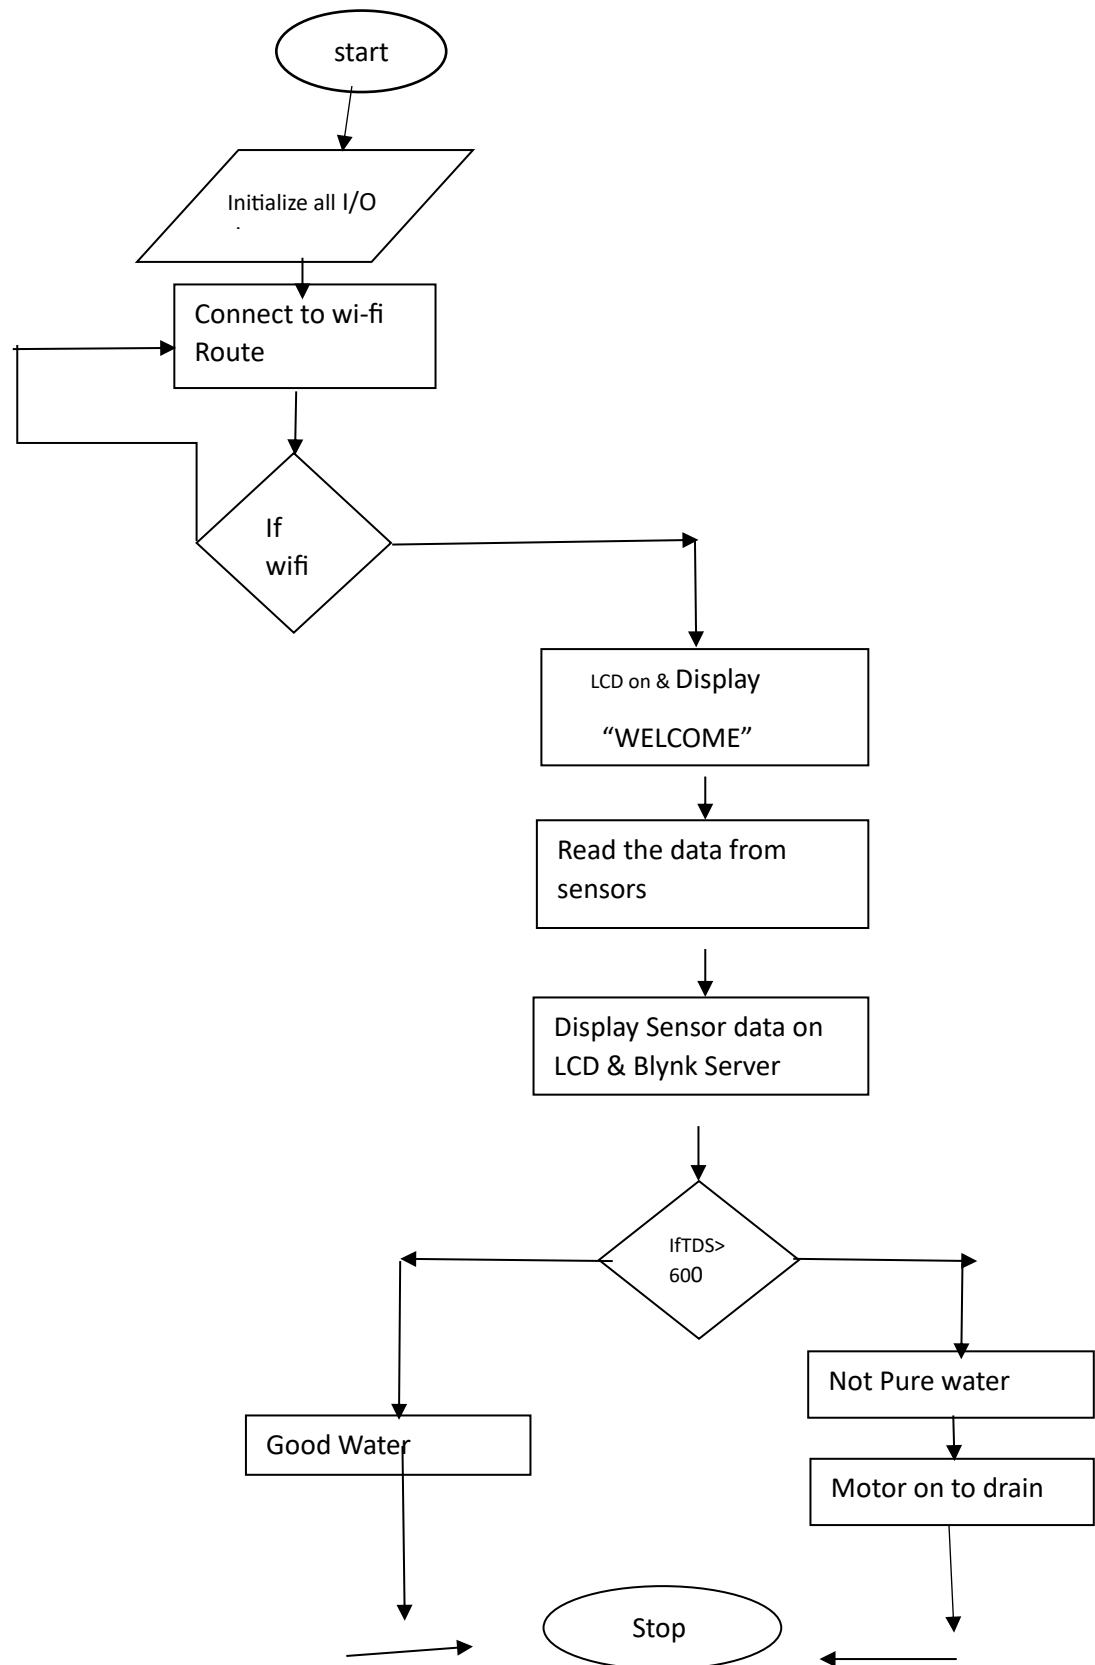 start
Initialize all I/O
Connect to wi-fi
Route
If
wifi
LCD on & Display
“WELCOME”
Read the data from
sensors
Display Sensor data on
LCD & Blynk Server
IfTDS>
600
Not Pure water
Good Water
Motor on to drain
Stop